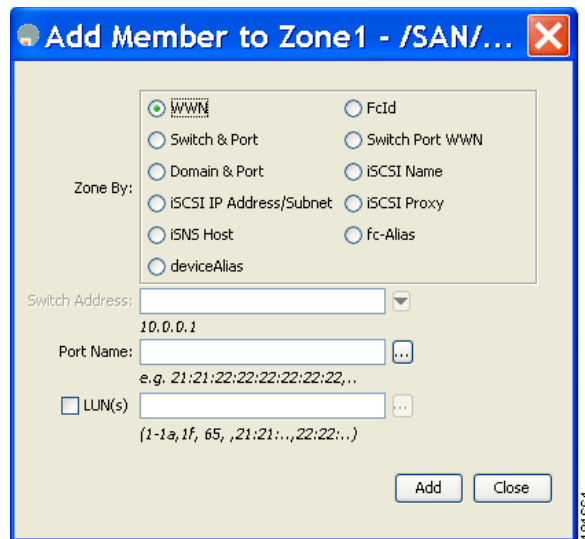 Add Member to Zone1 - /SAN/...
Zone By:
WWN
FcId
Switch & Port
Switch Port WWN
Domain & Port
iSCSI Name
iSCSI IP Address/Subnet
iSCSI Proxy
iSNS Host
fc-Alias
deviceAlias
Switch Address:
10.0.0.1
Port Name:
...
e.g. 21:21:22:22:22:22:22:22,..
LUN(s)
...
(1-1a,1f, 65, ,21:21:..,22:22:..)
Add
Close